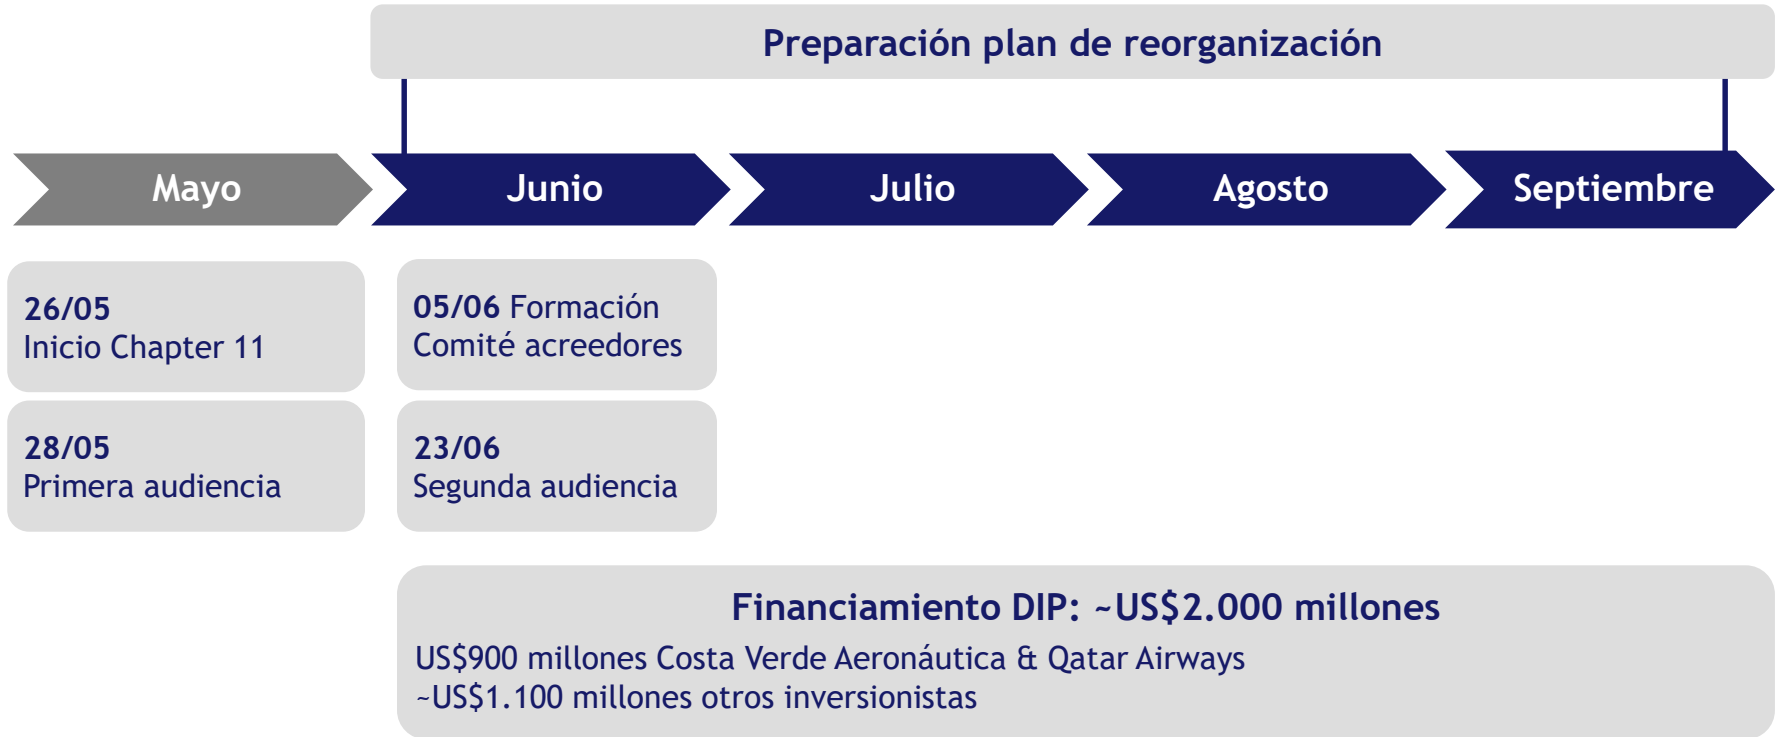 Preparación plan de reorganización
Mayo
Junio
Julio
Agosto
Septiembre
26/05
Inicio Chapter 11
05/06 Formación
Comité acreedores
28/05
Primera audiencia
23/06
Segunda audiencia
Financiamiento DIP: ~US$2.000 millones
US$900 millones Costa Verde Aeronáutica & Qatar Airways
~US$1.100 millones otros inversionistas